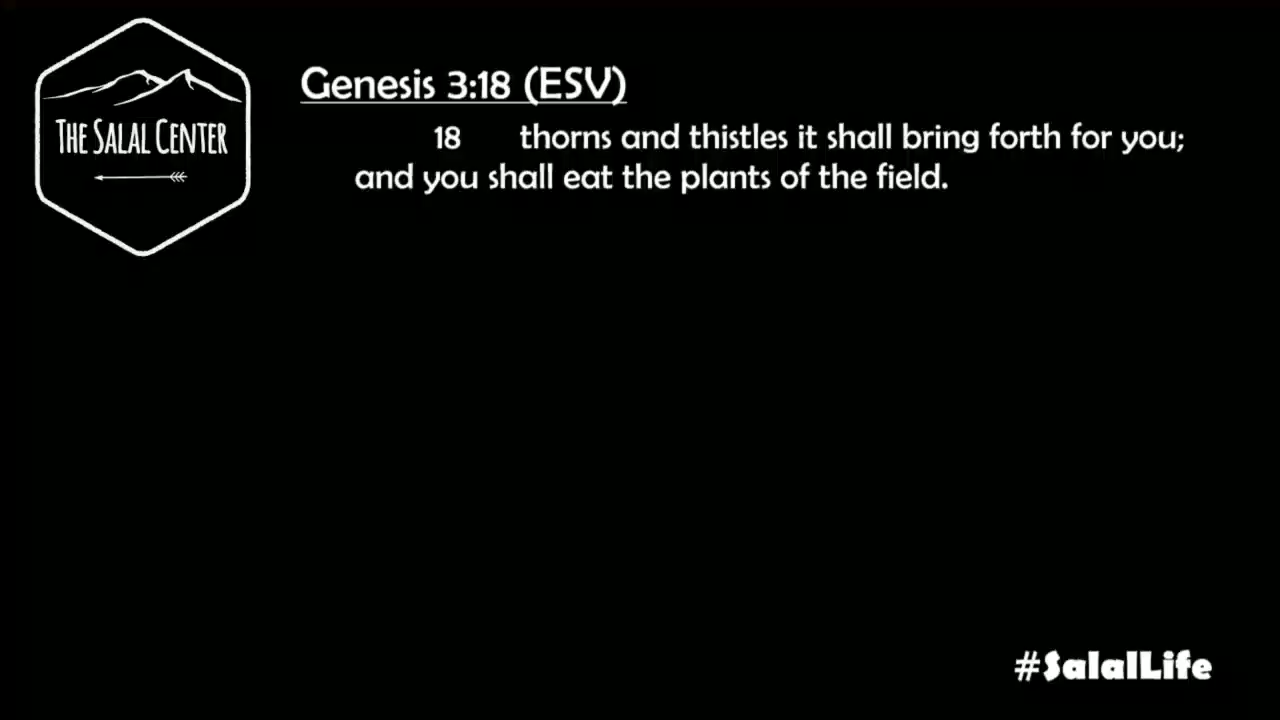 THE SALAL CENTER
Genesis 3:18 (ESV)
18 thorns and thistles it shall bring forth for you;
and you shall eat the plants of the field.
#SalalLife